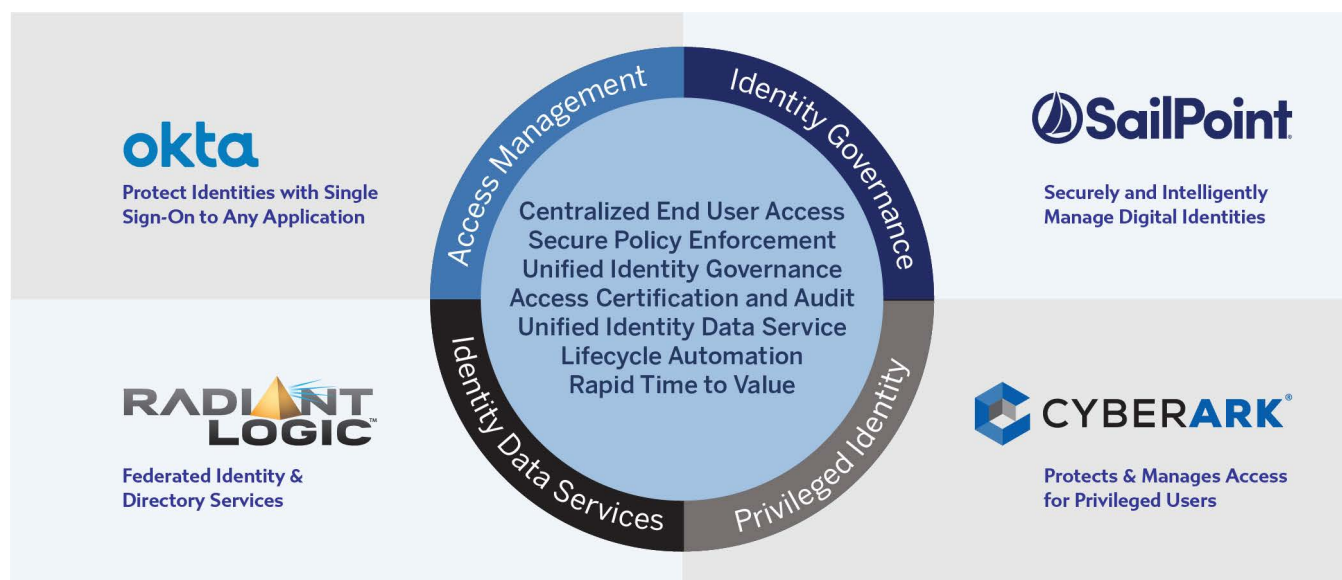 okta
Protect Identities with Single
Sign-On to Any Application
Access Management
Identity Governance
SailPoint
Securely and Intelligently
Manage Digital Identities
Centralized End User Access
Secure Policy Enforcement
Unified Identity Governance
Access Certification and Audit
Unified Identity Data Service
Lifecycle Automation
Rapid Time to Value
RADIANT
LOGIC™
Federated Identity &
Directory Services
Identity Data Services
Privileged Identity
CYBERARK®
Protects & Manages Access
for Privileged Users